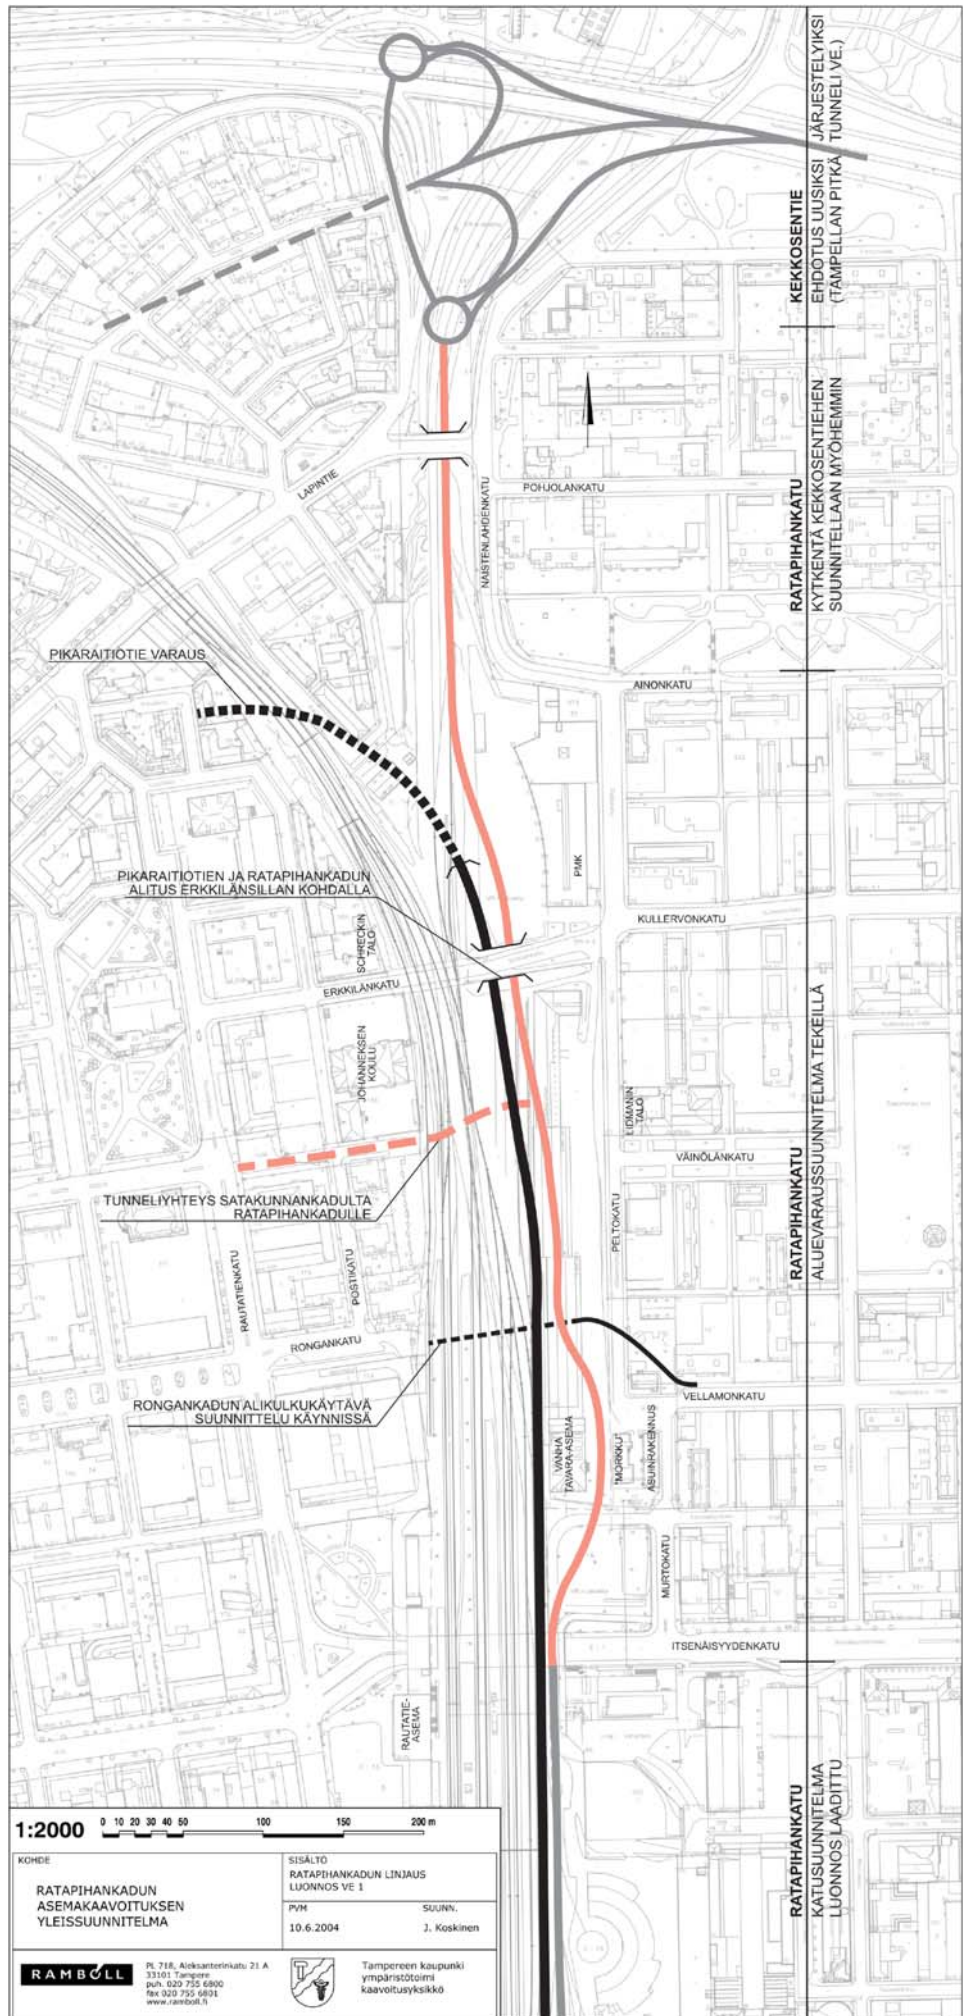 KEKKOSENTIE
EHDOTUS UUSIKSI JÄRJESTELYIKSI
(TAMPELLAN PITKÄ TUNNELI VE.)
RATAPIHANKATU
KYTKENTÄ KEKKOSENTIEHEN
SUUNNITELLAAN MYÖHEMMIN
LAPINTIE
NAISTENLAHDENKATU
POHJOLANKATU
PIKARAITIOTIE VARAUS
AINONKATU
PMK
PIKARAITIOTIEN JA RATAPIHANKADUN
ALITUS ERKKILÄNSILLAN KOHDALLA
KULLERVONKATU
SCHRECKIN
TALO
ERKKILÄNKATU
JOHANNEKSEN
KOULU
LIDMANIN
TALO
VÄINÖLÄNKATU
RATAPIHANKATU
ALUEVARAUSSUUNNITELMA TEKEILLÄ
TUNNELIYHTEYS SATAKUNNANKADULTA
RATAPIHANKADULLE
PELTOKATU
RAUTATIENKATU
POSTIKATU
RONGANKATU
RONGANKADUN ALIKULKUKÄYTÄVÄ
SUUNNITTELU KÄYNNISSÄ
VELLAMONKATU
VANHA
TAVARA-ASEMA
"MORKKU"
ASUINRAKENNUS
MURTOKATU
ITSENÄISYYDENKATU
RAUTATIE-
ASEMA
RATAPIHANKATU
KATUSUUNNITELMA
LUONNOS LAADITTU
1:2000 0 10 20 30 40 50 100 150 200 m
KOHDE
RATAPIHANKADUN
ASEMAKAAVOITUKSEN
YLEISSUUNNITELMA
SISÄLTÖ
RATAPIHANKADUN LINJAUS
LUONNOS VE 1
PVM SUUNN.
10.6.2004 J. Koskinen
RAMBOLL
PL 718, Aleksanterinkatu 21 A
33101 Tampere
puh. 020 755 6800
fax 020 755 6801
www.ramboll.fi
Tampereen kaupunki
ympäristötoimi
kaavoitusyksikkö